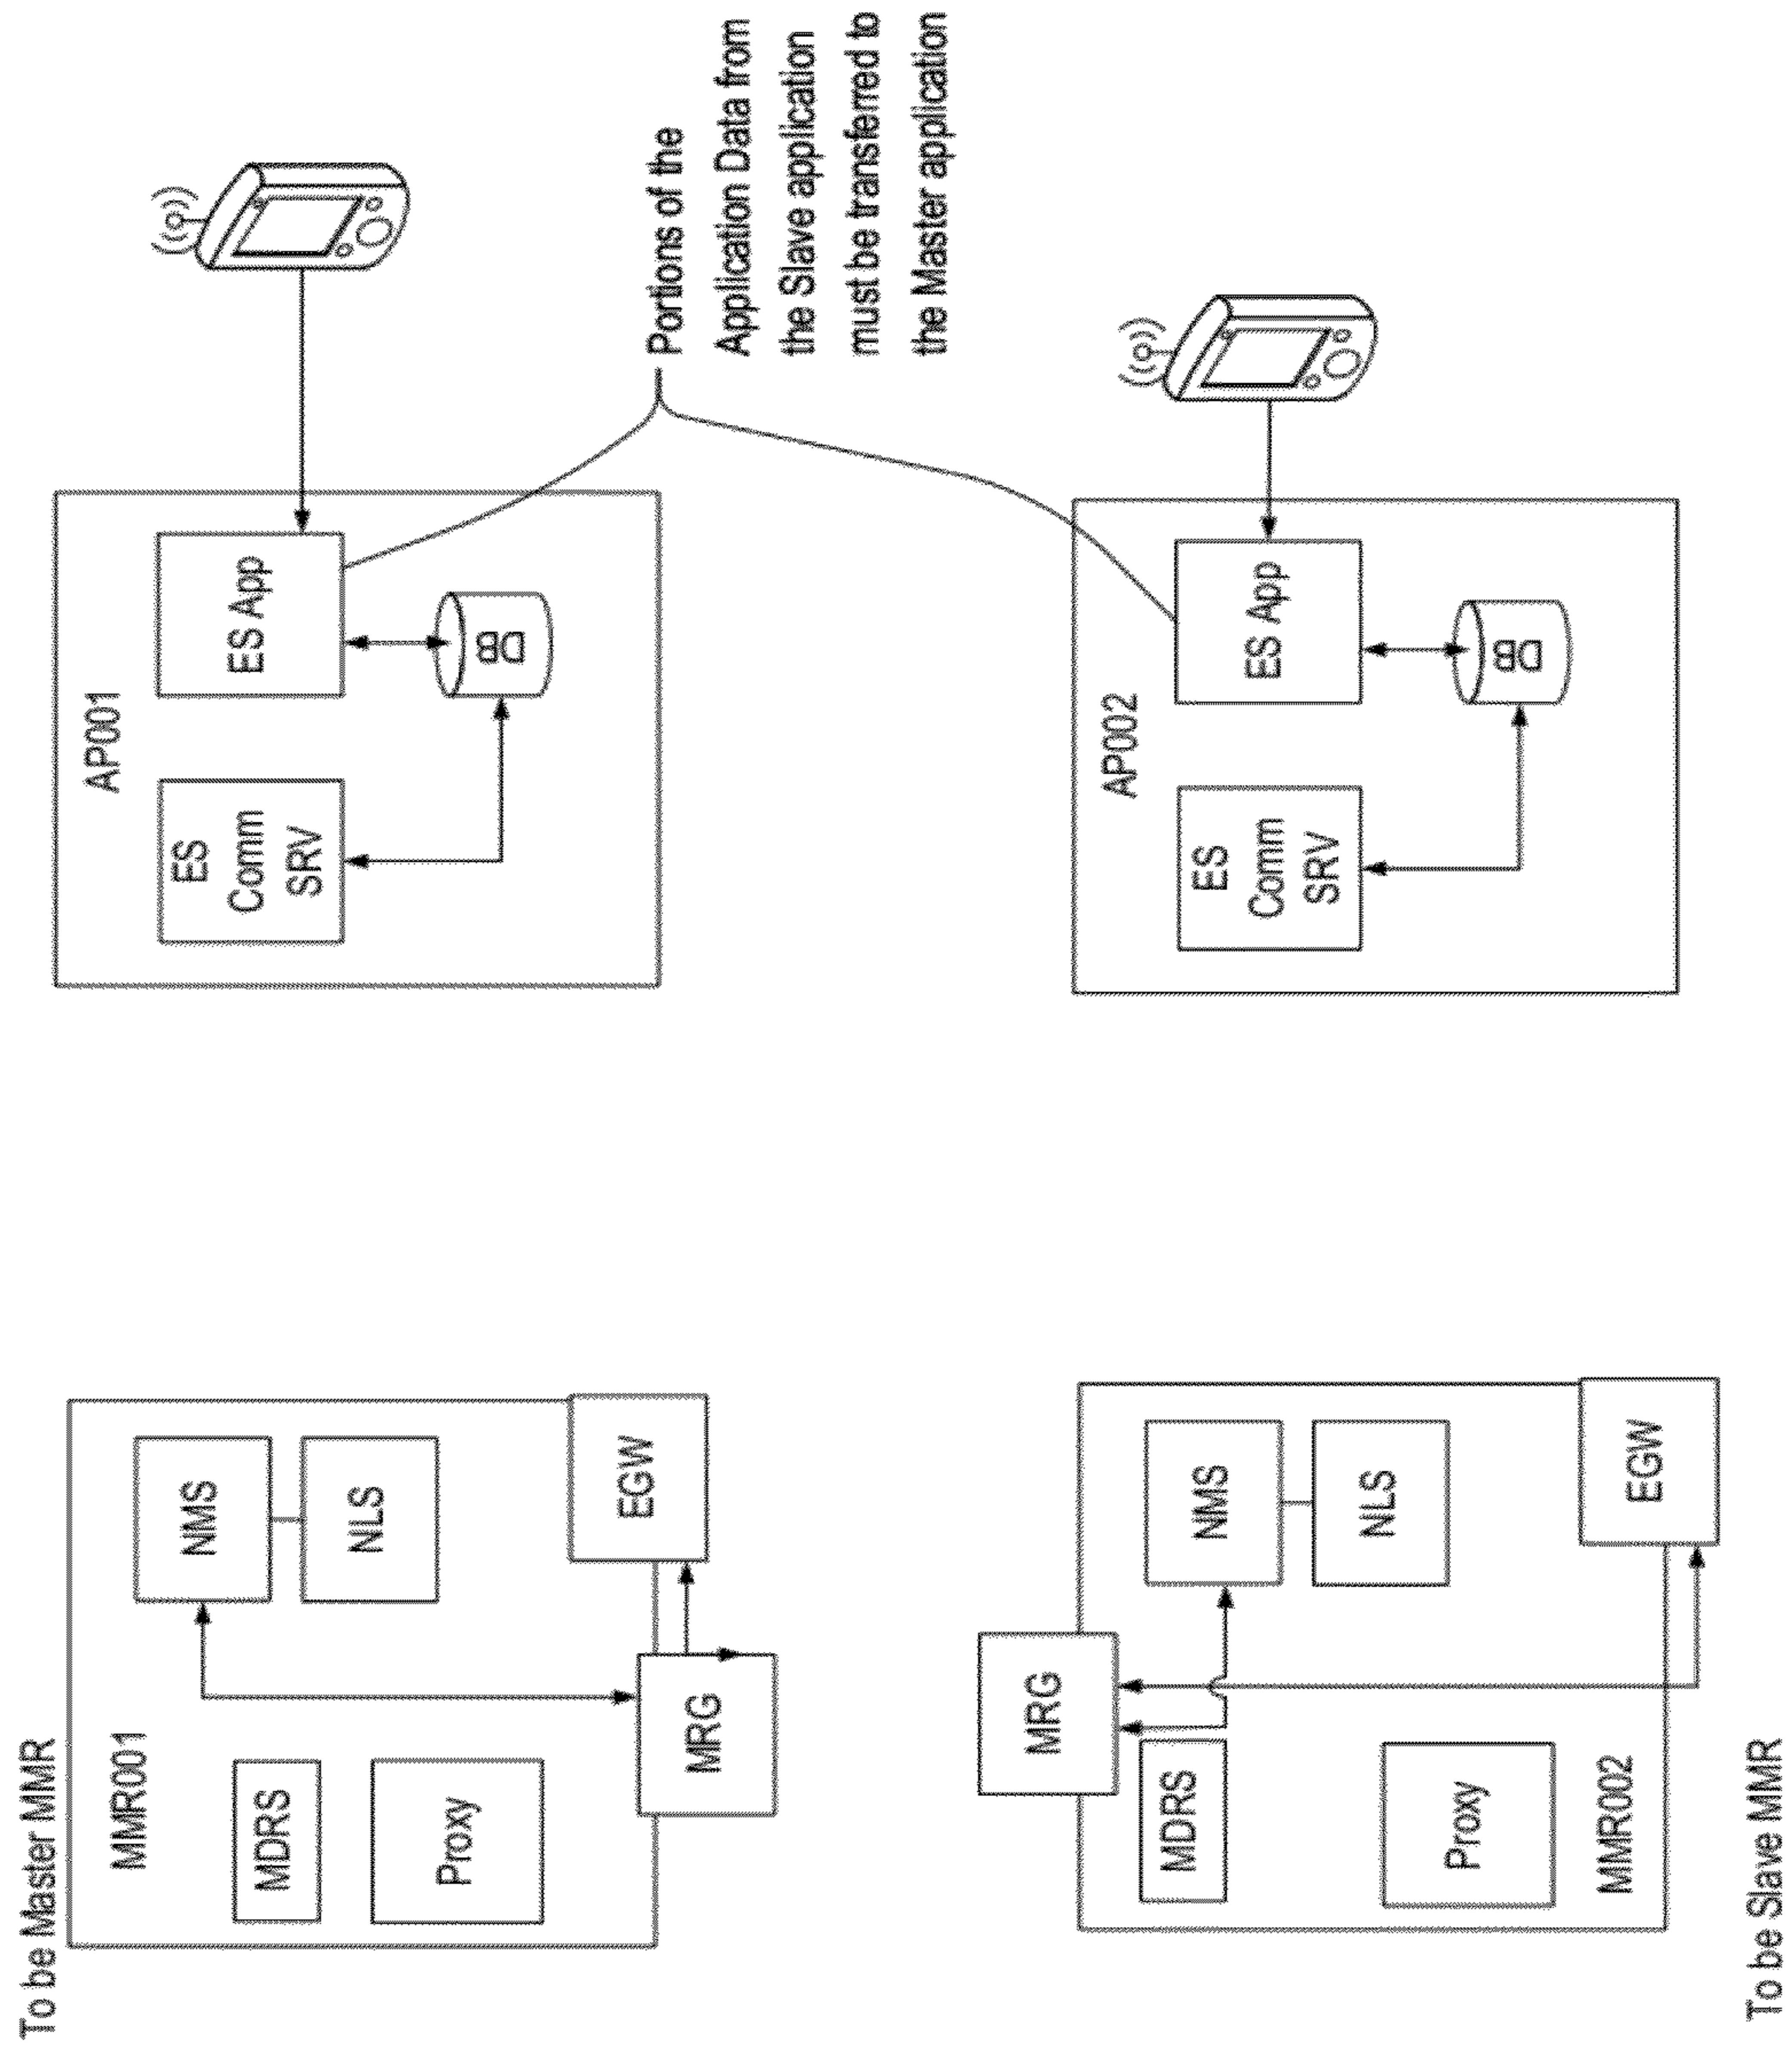 To be Master MMR
MMR001
NMS
MDRS
NLS
Proxy
MRG
EGW
AP001
ES
Comm
SRV
ES App
DB
Portions of the
Application Data from
the Slave application
must be transferred to
the Master application
MRG
MDRS
NMS
NLS
Proxy
MMR002
EGW
To be Slave MMR
AP002
ES
Comm
SRV
ES App
DB